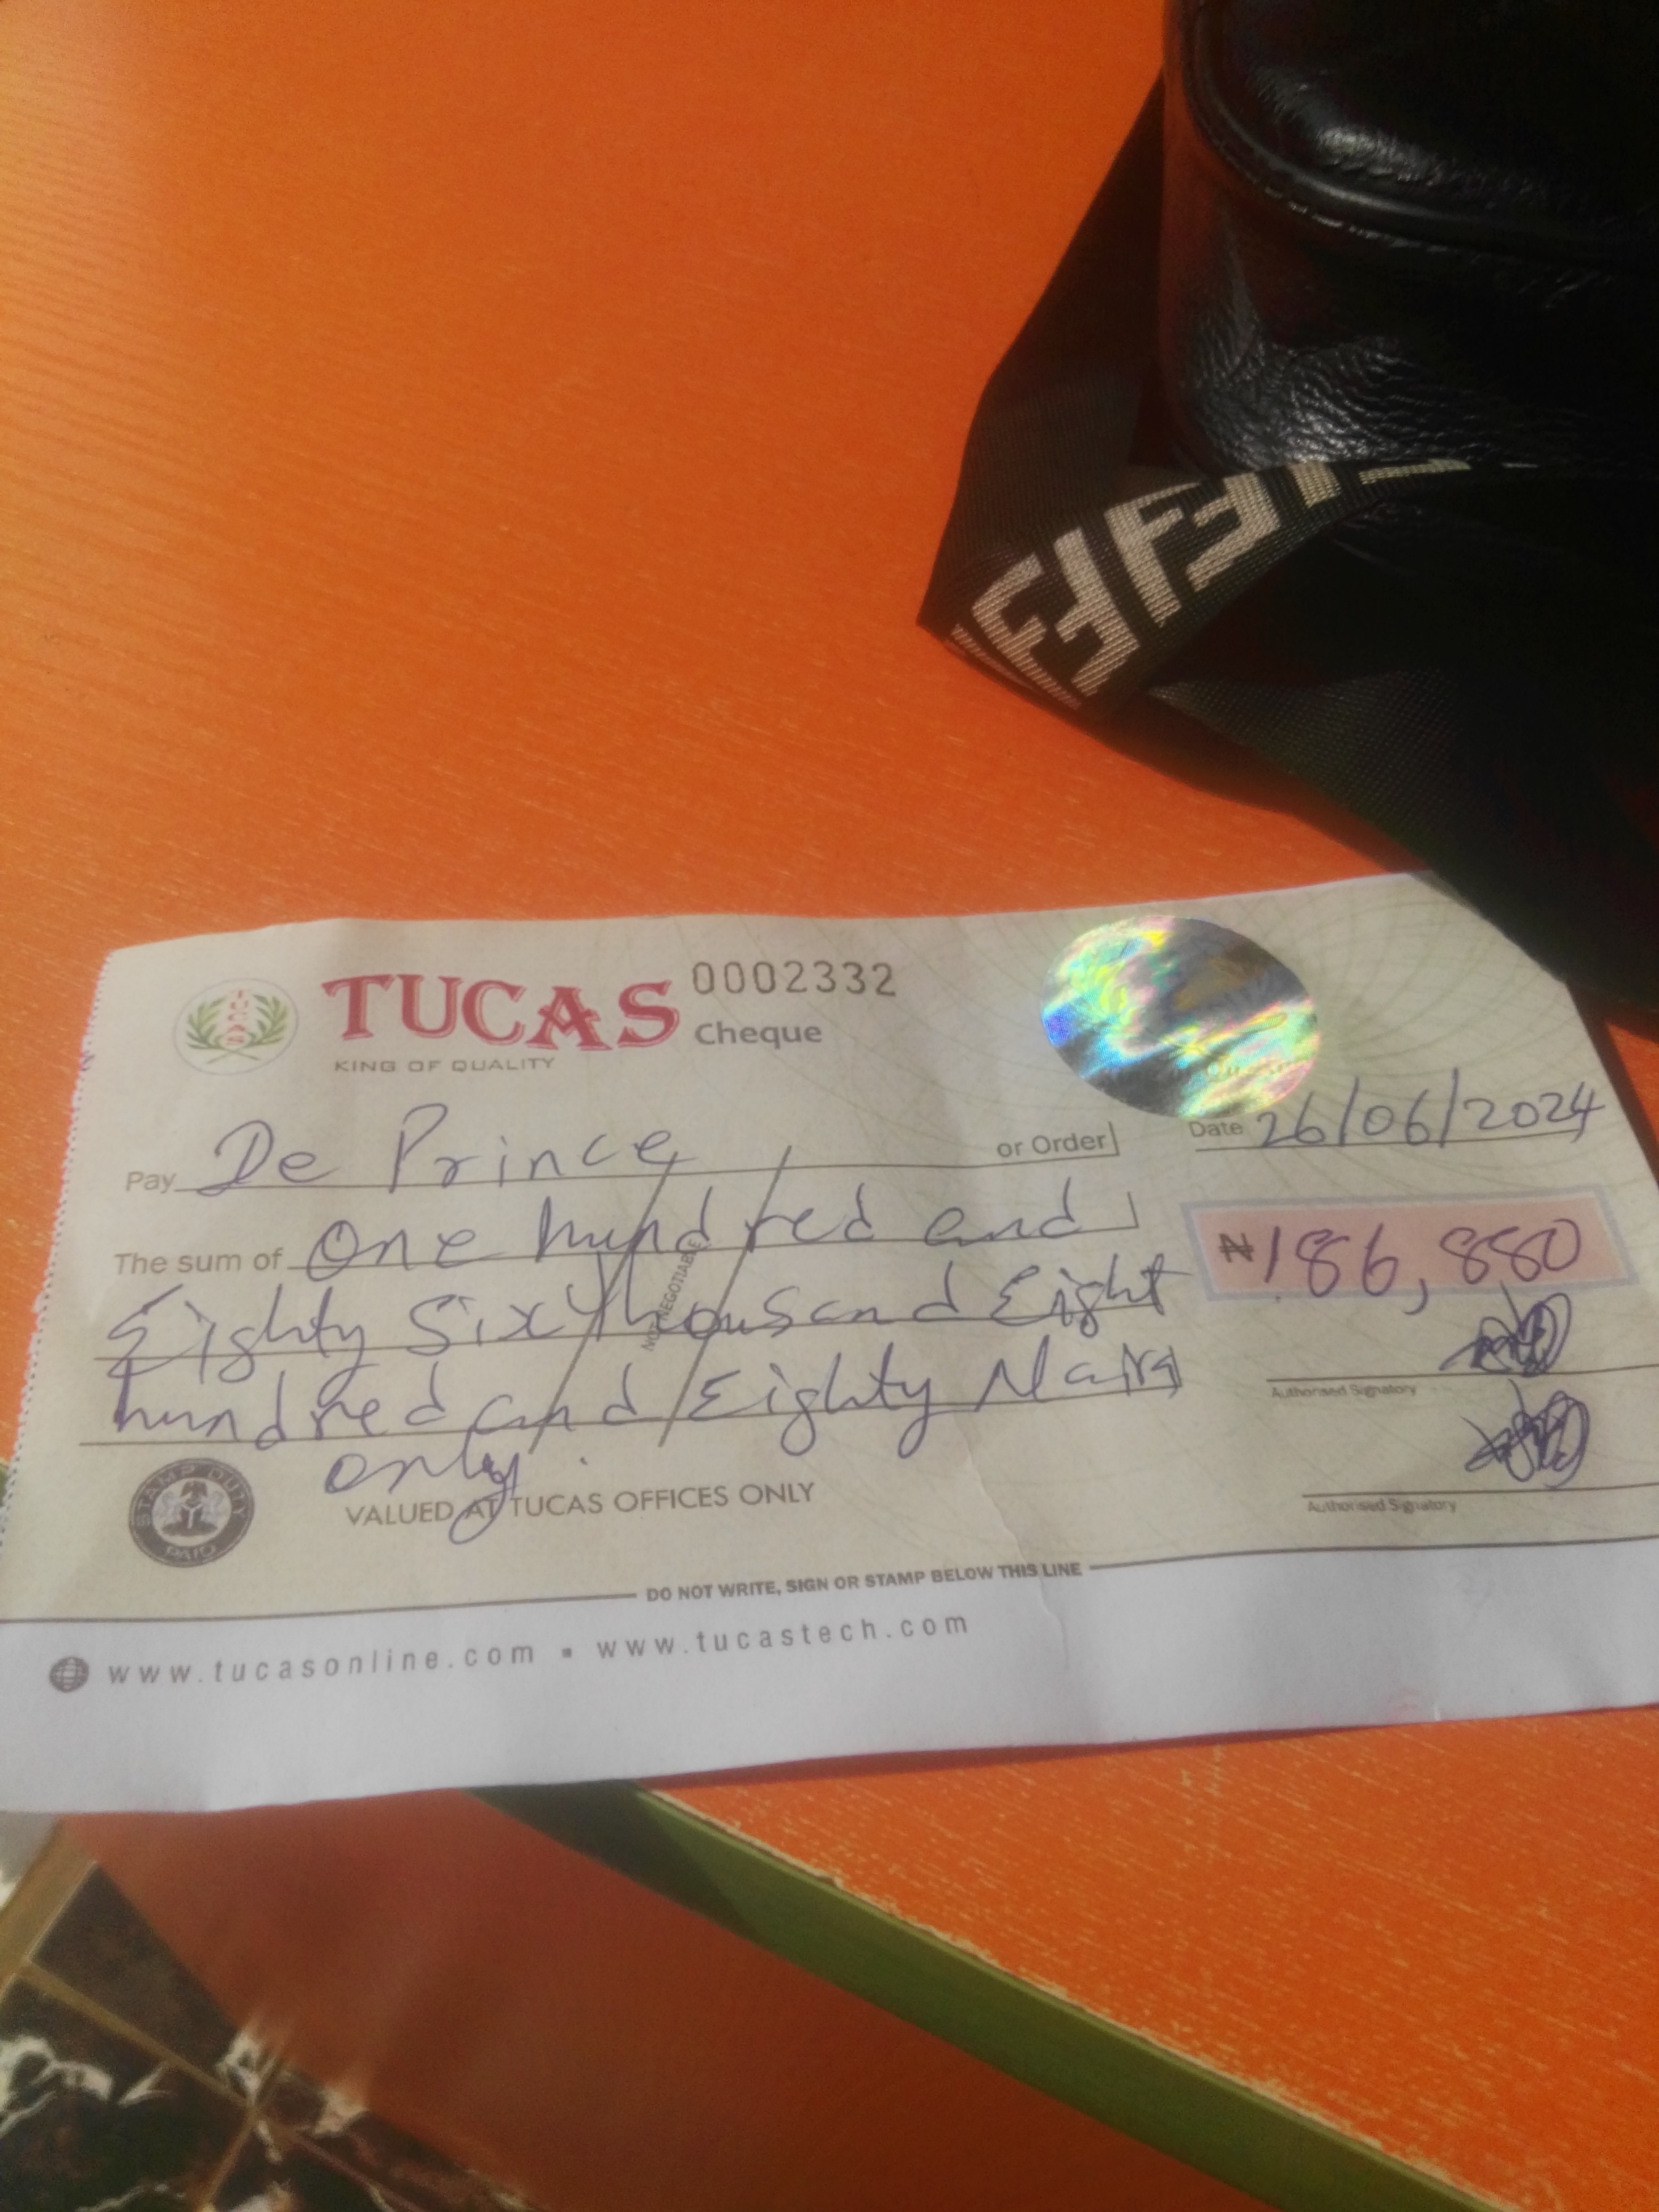 TUCAS 0002332
Cheque
KING OF QUALITY
Pay De Prince or Order
Date 26/06/2024
The sum of One hundred and
₦186,880
Eighty Six thousand Eight
hundred and Eighty Naira
only.
NOT NEGOTIABLE
Authorised Signatory
Authorised Signatory
STAMP DUTY
PAID
VALUED AT TUCAS OFFICES ONLY
DO NOT WRITE, SIGN OR STAMP BELOW THIS LINE
www.tucasonline.com ▪ www.tucastech.com